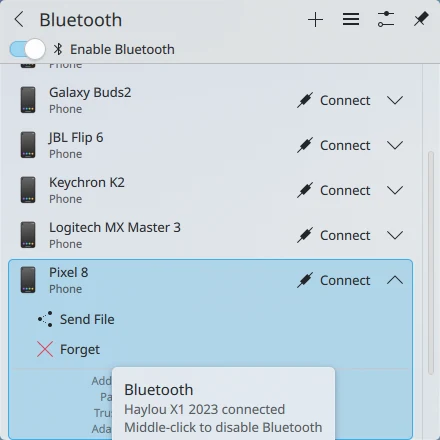 Bluetooth
Enable Bluetooth
Phone
Galaxy Buds2
Phone
Connect
JBL Flip 6
Phone
Connect
Keychron K2
Phone
Connect
Logitech MX Master 3
Phone
Connect
Pixel 8
Phone
Connect
Send File
Forget
Bluetooth
Haylou X1 2023 connected
Middle-click to disable Bluetooth